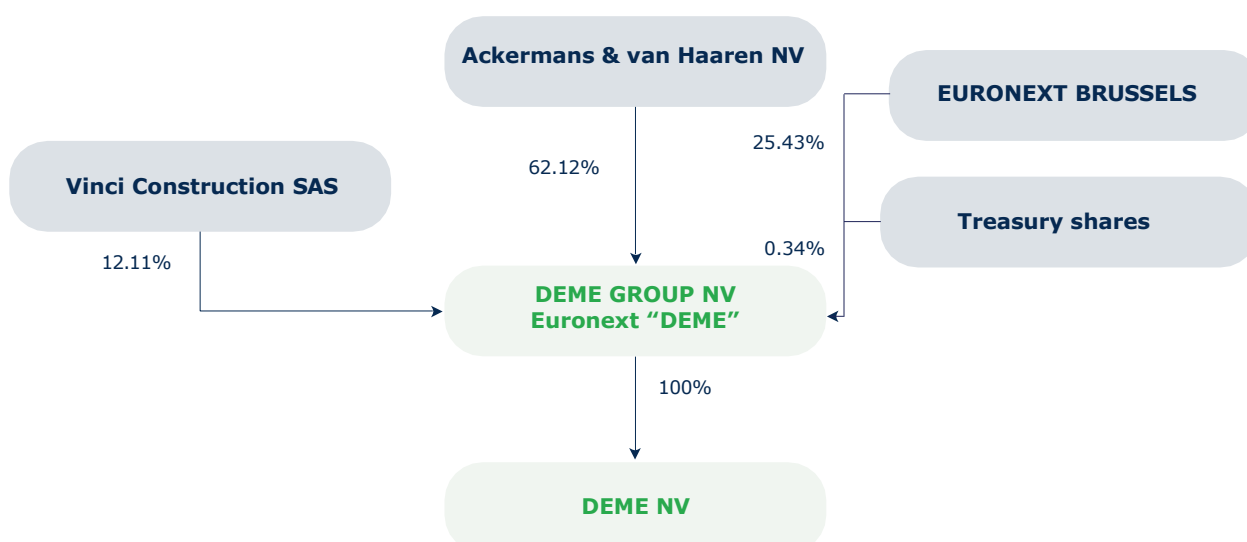 Ackermans & van Haaren NV
EURONEXT BRUSSELS
25.43%
62.12%
Vinci Construction SAS
Treasury shares
0.34%
12.11%
DEME GROUP NV
Euronext “DEME”
100%
DEME NV